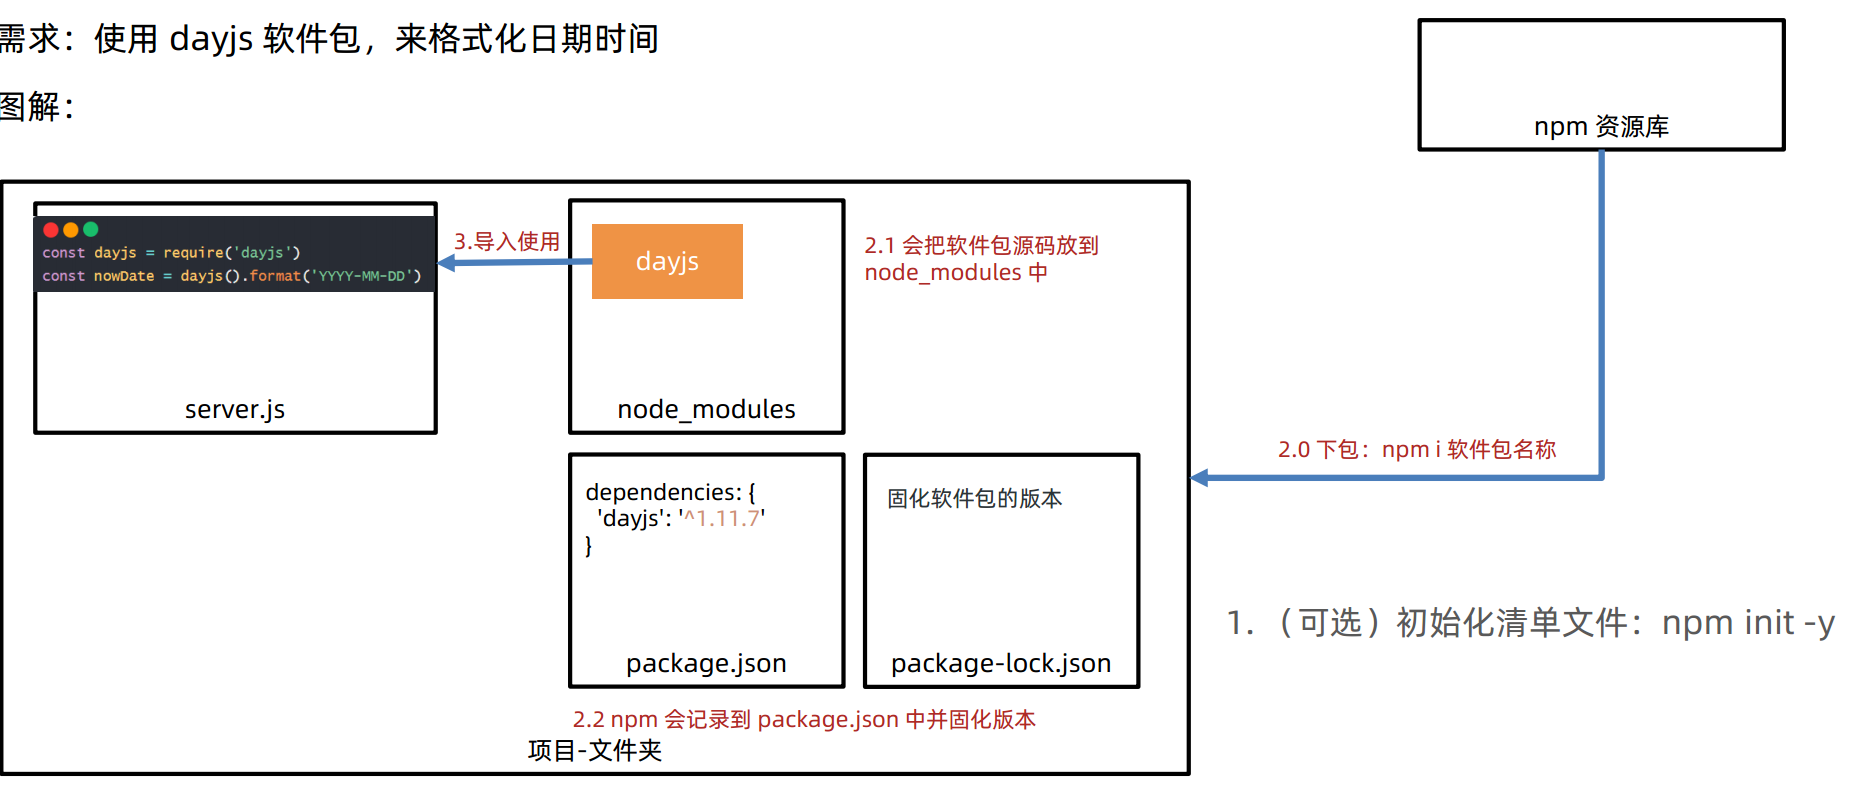 需求：使用 dayjs 软件包，来格式化日期时间
图解：
npm 资源库
const dayjs = require('dayjs')
const nowDate = dayjs().format('YYYY-MM-DD')
server.js
3.导入使用
dayjs
node_modules
2.1 会把软件包源码放到
node_modules 中
2.0 下包：npm i 软件包名称
dependencies: {
'dayjs': '^1.11.7'
}
package.json
固化软件包的版本
package-lock.json
1. （可选）初始化清单文件：npm init -y
2.2 npm 会记录到 package.json 中并固化版本
项目-文件夹